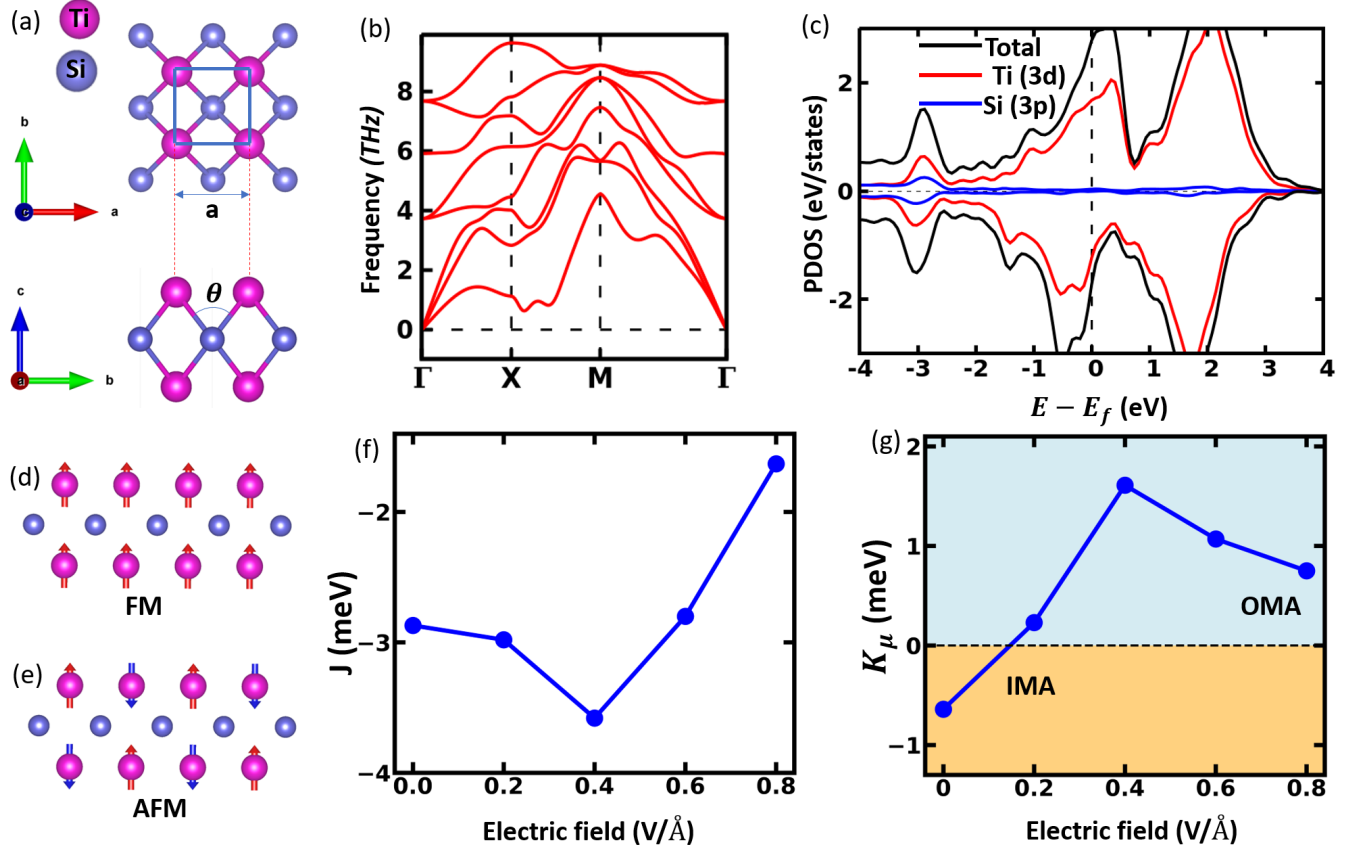 (a)
Ti
Si
b
c
a
a
c
θ
a
b
(b)
Frequency (THz)
8
6
4
2
0
Γ
X
M
Γ
(c)
Total
Ti (3d)
Si (3p)
PDOS (eV/states)
2
0
-2
-4
-3
-2
-1
0
1
2
3
4
E − E_f (eV)
(d)
FM
(e)
AFM
(f)
J (meV)
−2
−3
−4
0.0
0.2
0.4
0.6
0.8
Electric field (V/Å)
(g)
K_μ (meV)
2
1
0
−1
OMA
IMA
0
0.2
0.4
0.6
0.8
Electric field (V/Å)